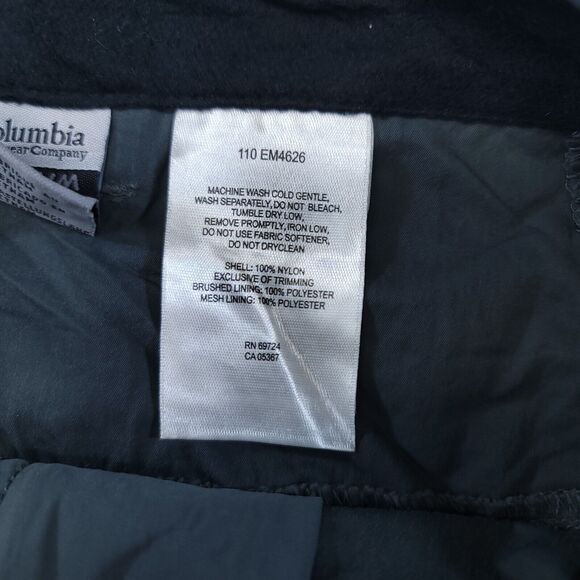 olumbia
wear Company
M
110 EM4626
MACHINE WASH COLD GENTLE,
WASH SEPARATELY, DO NOT BLEACH,
TUMBLE DRY LOW,
REMOVE PROMPTLY, IRON LOW,
DO NOT USE FABRIC SOFTENER,
DO NOT DRYCLEAN
SHELL: 100% NYLON
EXCLUSIVE OF TRIMMING
BRUSHED LINING: 100% POLYESTER
MESH LINING: 100% POLYESTER
RN 69724
CA 05367